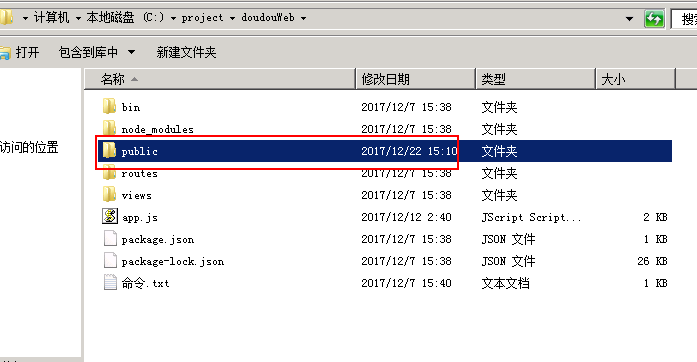 计算机 本地磁盘 (C:) project doudouWeb 搜索
打开 包含到库中 新建文件夹
名称 修改日期 类型 大小
bin 2017/12/7 15:38 文件夹
node_modules 2017/12/7 15:38 文件夹
访问的位置
public 2017/12/22 15:10 文件夹
routes 2017/12/7 15:38 文件夹
views 2017/12/7 15:38 文件夹
app.js 2017/12/12 2:40 JScript Script... 2 KB
package.json 2017/12/7 15:38 JSON 文件 1 KB
package-lock.json 2017/12/7 15:38 JSON 文件 26 KB
命令.txt 2017/12/7 15:40 文本文档 1 KB